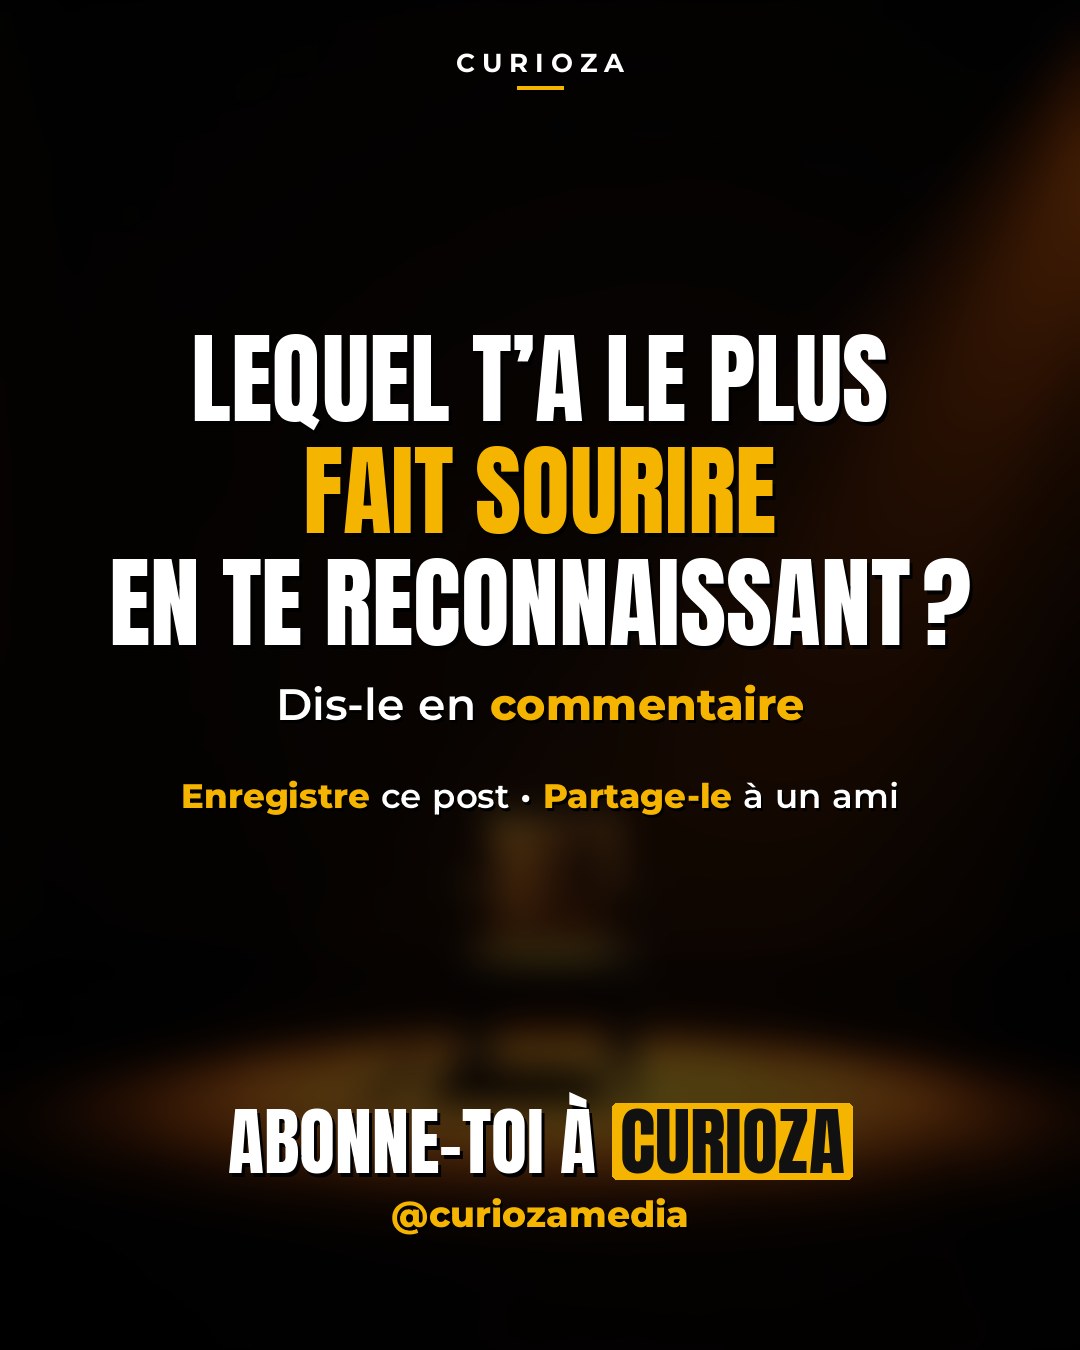 CURIOZA
LEQUEL T’A LE PLUS
FAIT SOURIRE
EN TE RECONNAISSANT ?
Dis-le en commentaire
Enregistre ce post • Partage-le à un ami
ABONNE-TOI À CURIOZA
@curiozamedia